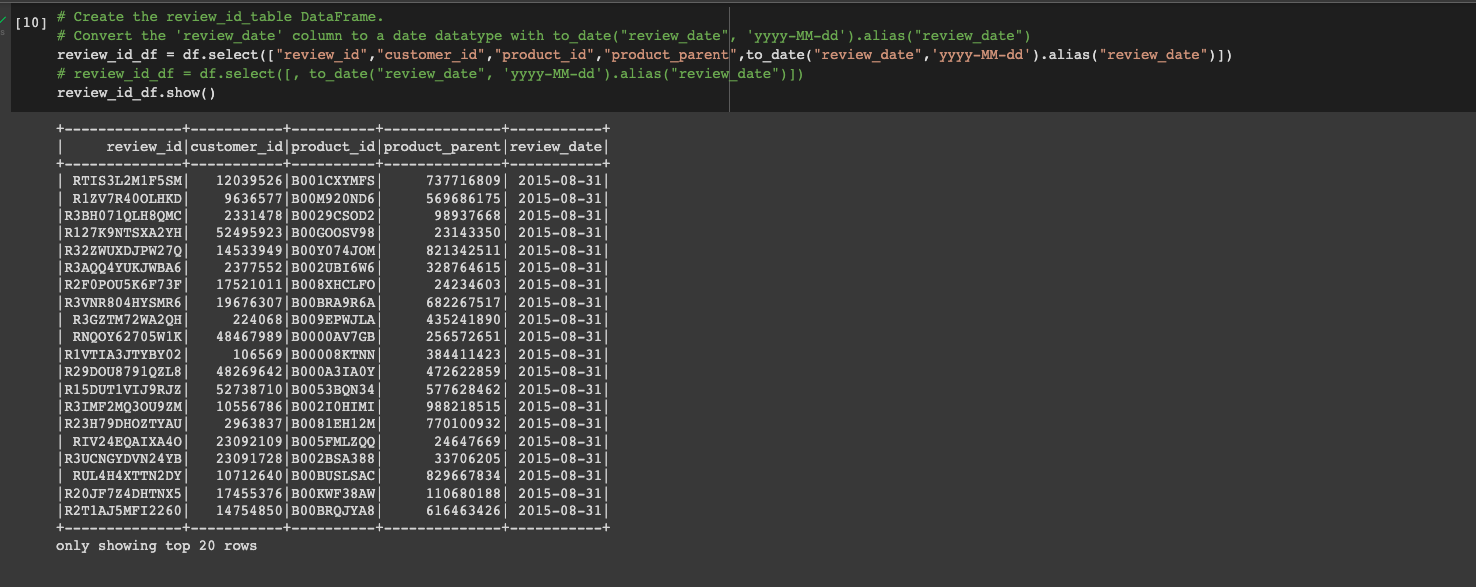 [10] # Create the review_id_table DataFrame.
# Convert the 'review_date' column to a date datatype with to_date("review_date", 'yyyy-MM-dd').alias("review_date")
review_id_df = df.select(["review_id","customer_id","product_id","product_parent",to_date("review_date",'yyyy-MM-dd').alias("review_date")])
# review_id_df = df.select([, to_date("review_date", 'yyyy-MM-dd').alias("review_date")])
review_id_df.show()
+--------------+-----------+----------+--------------+-----------+
|     review_id|customer_id|product_id|product_parent|review_date|
+--------------+-----------+----------+--------------+-----------+
| RTIS3L2M1F5SM|   12039526|B001CXYMFS|     737716809| 2015-08-31|
| R1ZV7R40OLHKD|    9636577|B00M920ND6|     569686175| 2015-08-31|
|R3BH071QLH8QMC|    2331478|B0029CSOD2|      98937668| 2015-08-31|
|R127K9NTSXA2YH|   52495923|B00GOOSV98|      23143350| 2015-08-31|
|R32ZWUXDJPW27Q|   14533949|B00Y074JOM|     821342511| 2015-08-31|
|R3AQQ4YUKJWBA6|    2377552|B002UBI6W6|     328764615| 2015-08-31|
|R2F0POU5K6F73F|   17521011|B008XHCLFO|      24234603| 2015-08-31|
|R3VNR804HYSMR6|   19676307|B00BRA9R6A|     682267517| 2015-08-31|
| R3GZTM72WA2QH|     224068|B009EPWJLA|     435241890| 2015-08-31|
| RNQOY62705W1K|   48467989|B0000AV7GB|     256572651| 2015-08-31|
|R1VTIA3JTYBY02|     106569|B00008KTNN|     384411423| 2015-08-31|
|R29DOU8791QZL8|   48269642|B000A3IA0Y|     472622859| 2015-08-31|
|R15DUT1VIJ9RJZ|   52738710|B0053BQN34|     577628462| 2015-08-31|
|R3IMF2MQ3OU9ZM|   10556786|B002I0HIMI|     988218515| 2015-08-31|
|R23H79DHOZTYAU|    2963837|B0081EH12M|     770100932| 2015-08-31|
| RIV24EQAIXA4O|   23092109|B005FMLZQQ|      24647669| 2015-08-31|
|R3UCNGYDVN24YB|   23091728|B002BSA388|      33706205| 2015-08-31|
| RUL4H4XTTN2DY|   10712640|B00BUSLSAC|     829667834| 2015-08-31|
|R20JF7Z4DHTNX5|   17455376|B00KWF38AW|     110680188| 2015-08-31|
|R2T1AJ5MFI2260|   14754850|B00BRQJYA8|     616463426| 2015-08-31|
+--------------+-----------+----------+--------------+-----------+
only showing top 20 rows